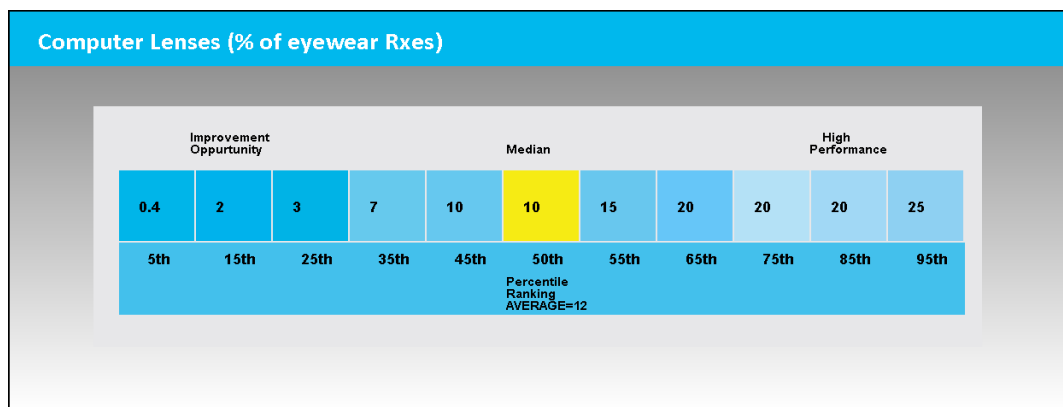 Computer Lenses (% of eyewear Rxes)
Improvement
Oppurtunity
Median
High
Performance
0.4 2 3 7 10 10 15 20 20 20 25
5th 15th 25th 35th 45th 50th 55th 65th 75th 85th 95th
Percentile
Ranking
AVERAGE=12